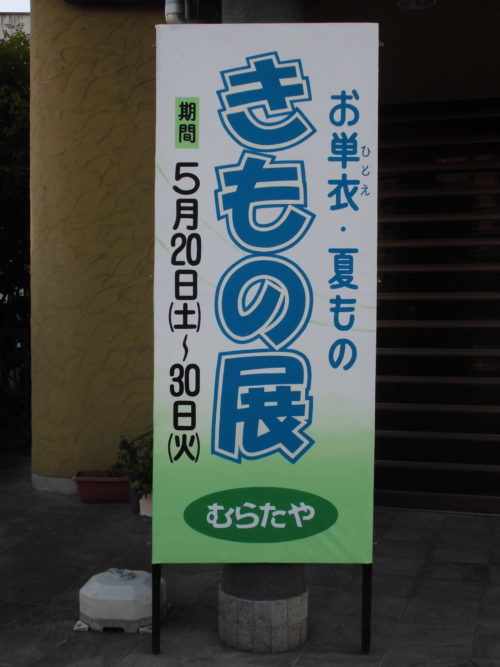 お単衣・夏もの
ひとえ
きもの展
期間
5月20日(土)~30日(火)
むらたや